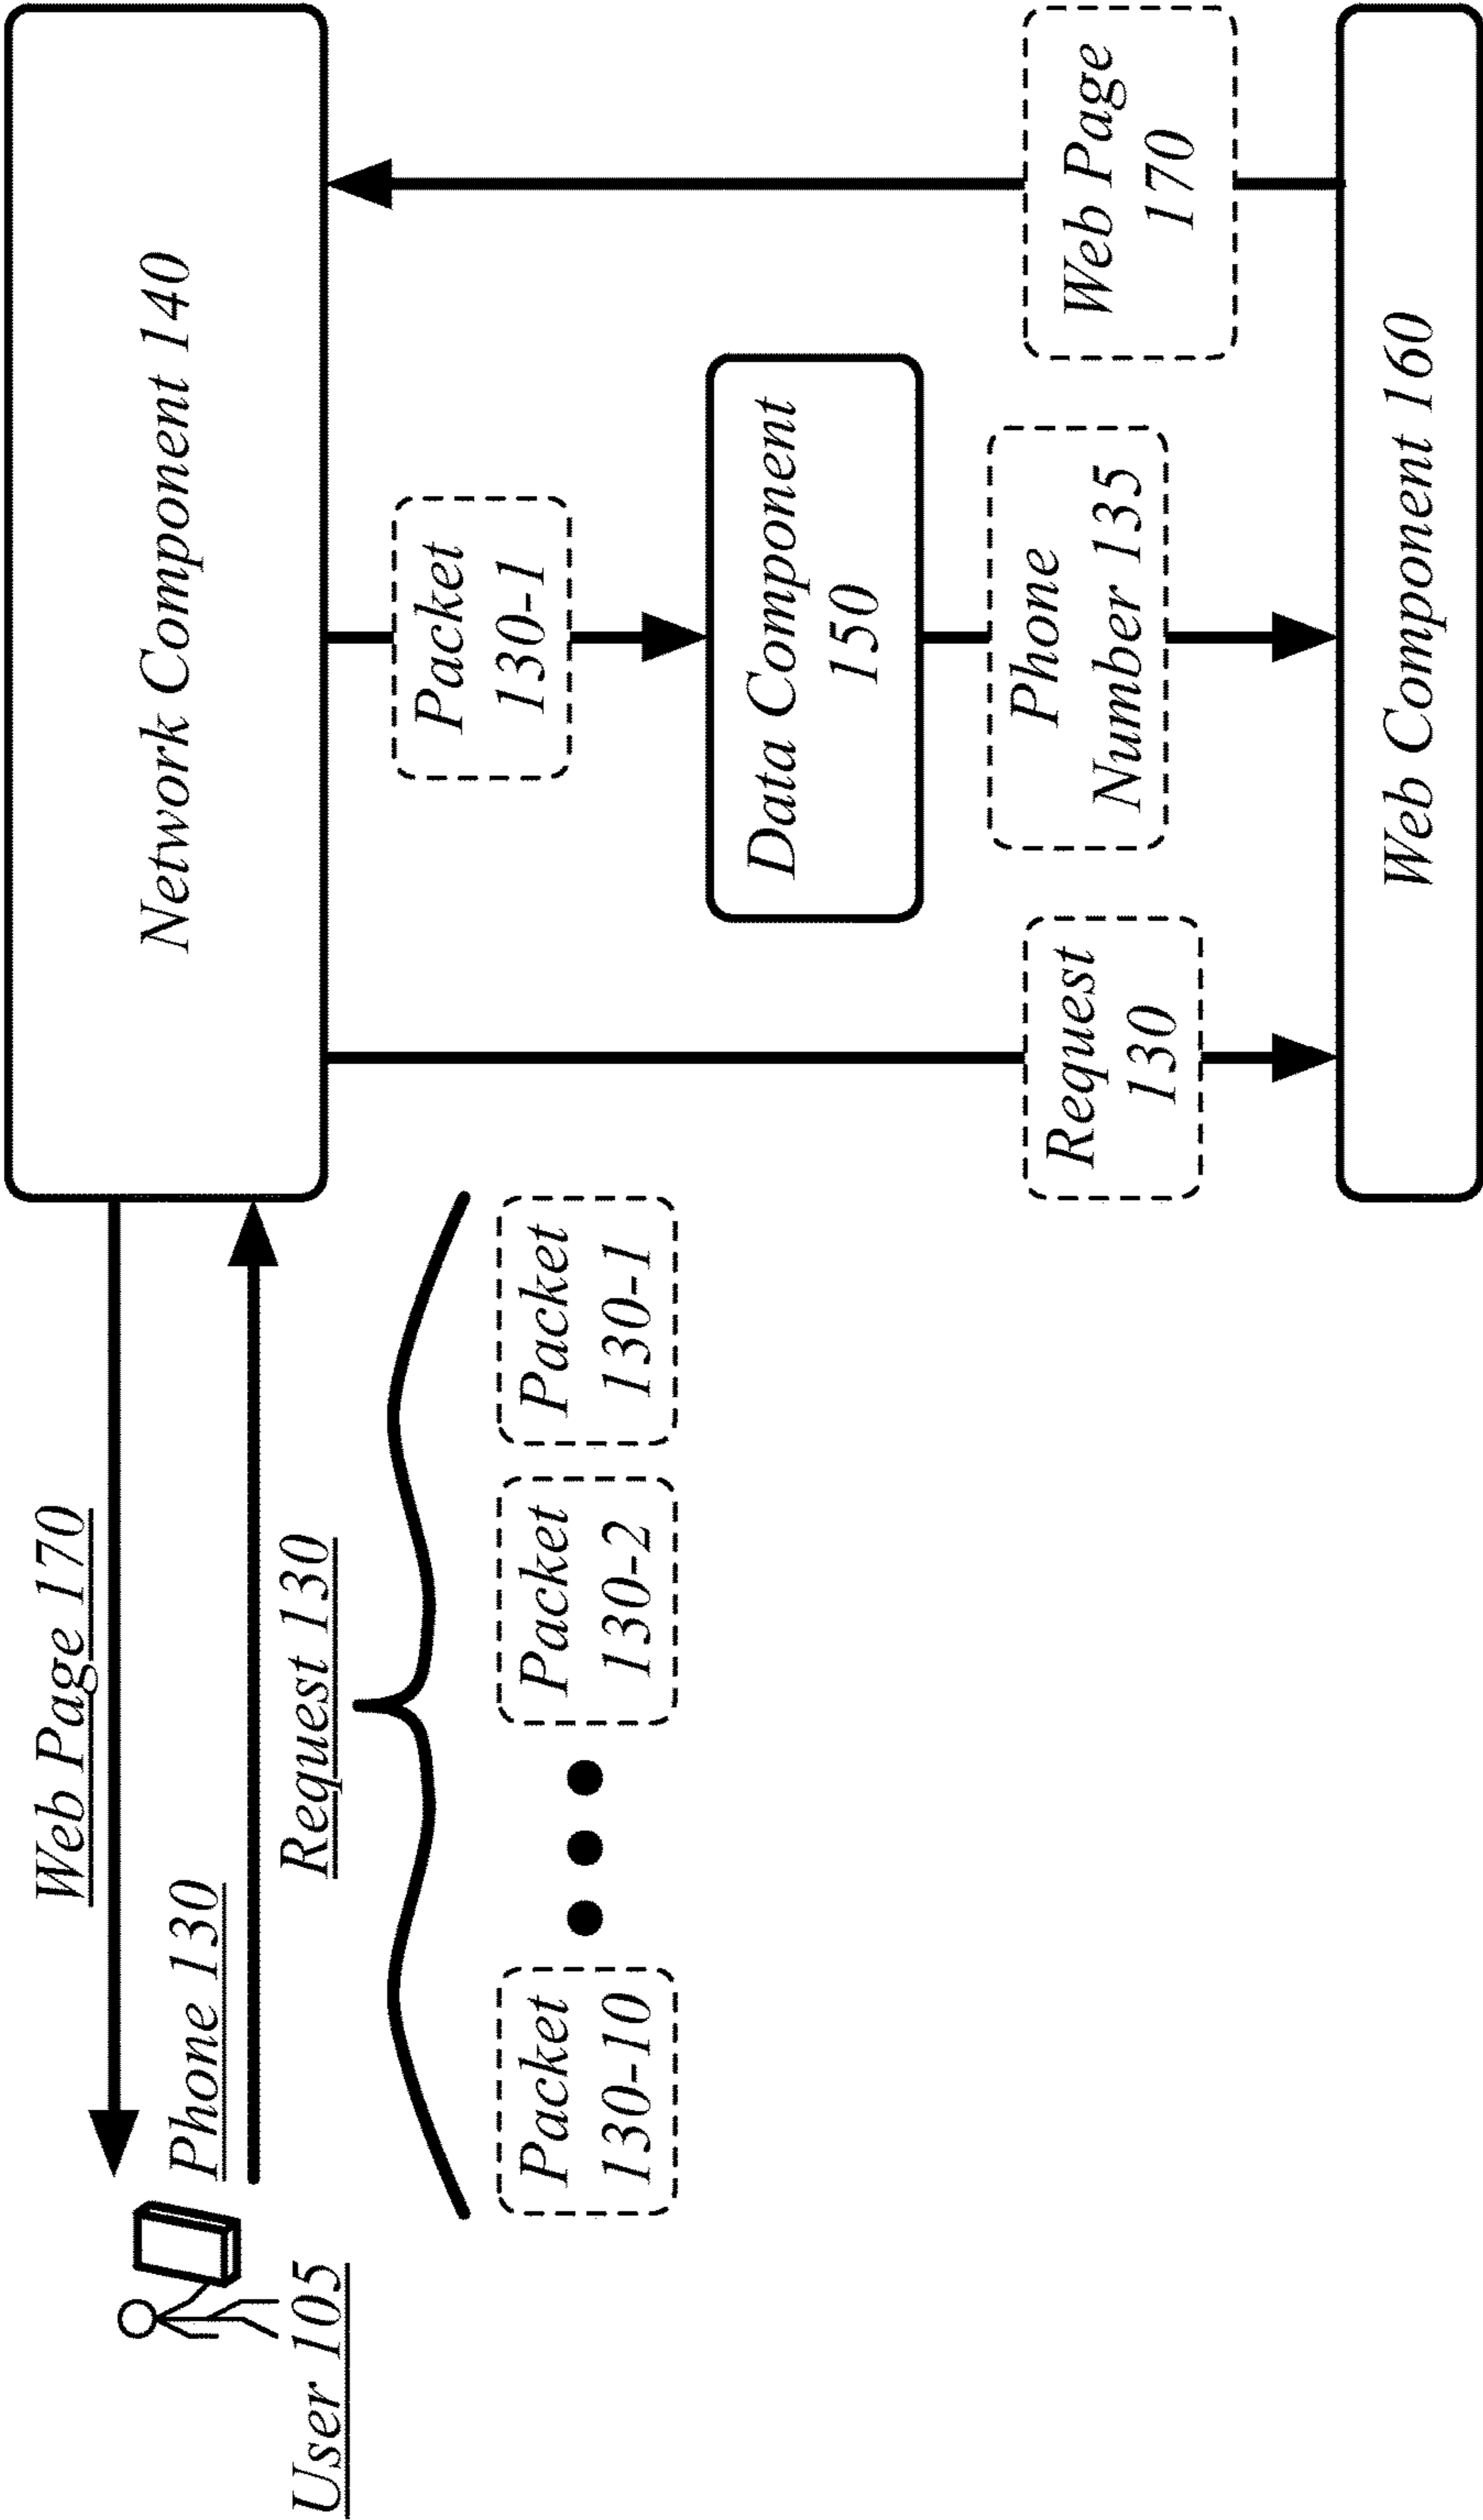 Web Page 170
Phone 130
User 105
Request 130
Packet
130-10
Packet
130-2
Packet
130-1
Network Component 140
Packet
130-1
Data Component
150
Request
130
Phone
Number 135
Web Page
170
Web Component 160